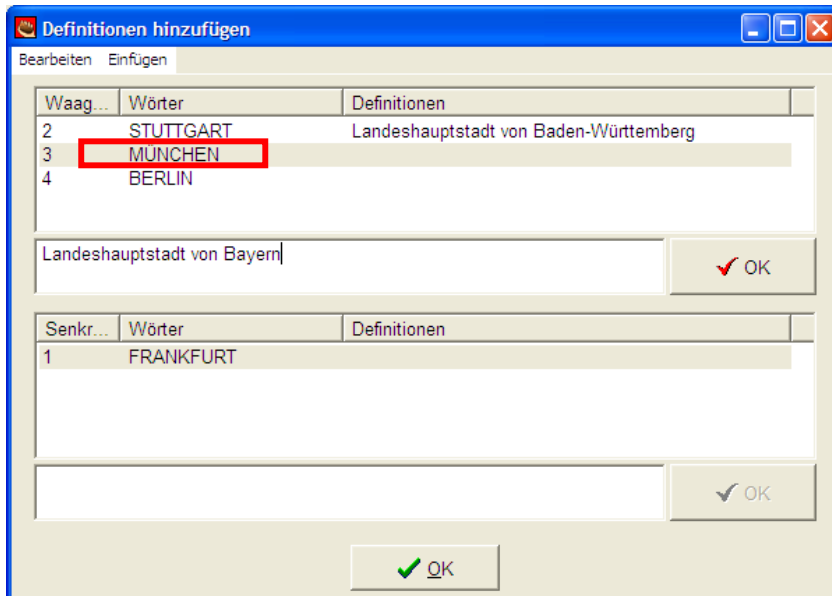 Definitionen hinzufügen
Bearbeiten Einfügen
Waag... Wörter Definitionen
2 STUTTGART Landeshauptstadt von Baden-Württemberg
3 MÜNCHEN
4 BERLIN
Landeshauptstadt von Bayern
OK
Senkr... Wörter Definitionen
1 FRANKFURT
OK
OK